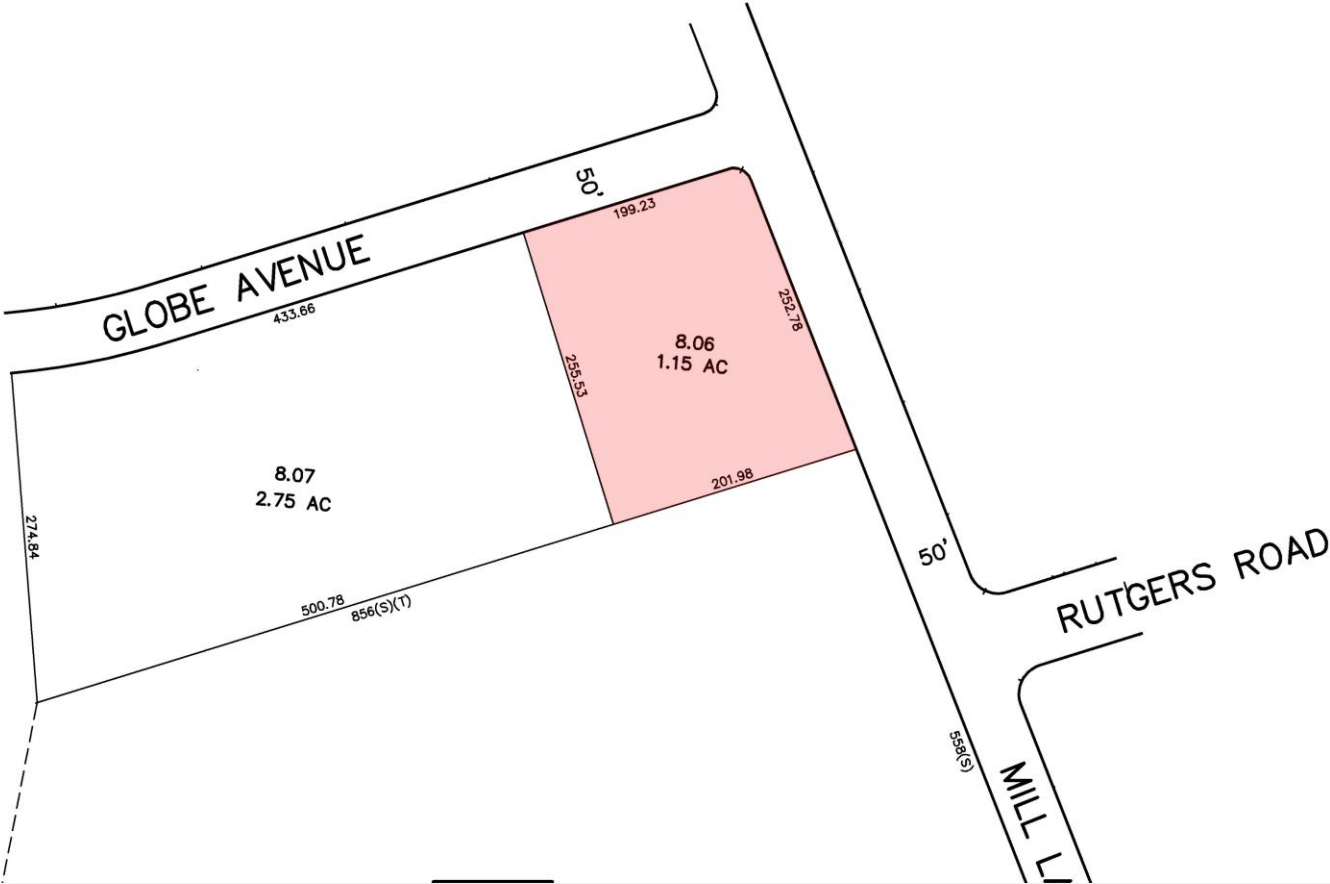 50'
199.23
GLOBE AVENUE
433.66
252.78
8.06
1.15 AC
255.53
8.07
2.75 AC
201.98
274.84
50'
RUTGERS ROAD
500.78
856(S)(T)
558(S)
MILL